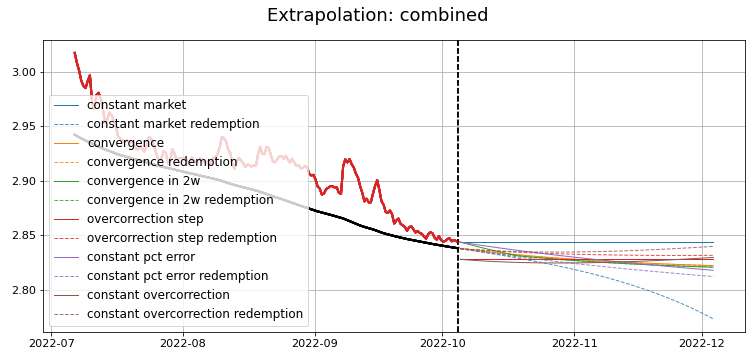 Extrapolation: combined
3.00
2.95
2.90
2.85
2.80
constant market
constant market redemption
convergence
convergence redemption
convergence in 2w
convergence in 2w redemption
overcorrection step
overcorrection step redemption
constant pct error
constant pct error redemption
constant overcorrection
constant overcorrection redemption
2022-07 2022-08 2022-09 2022-10 2022-11 2022-12